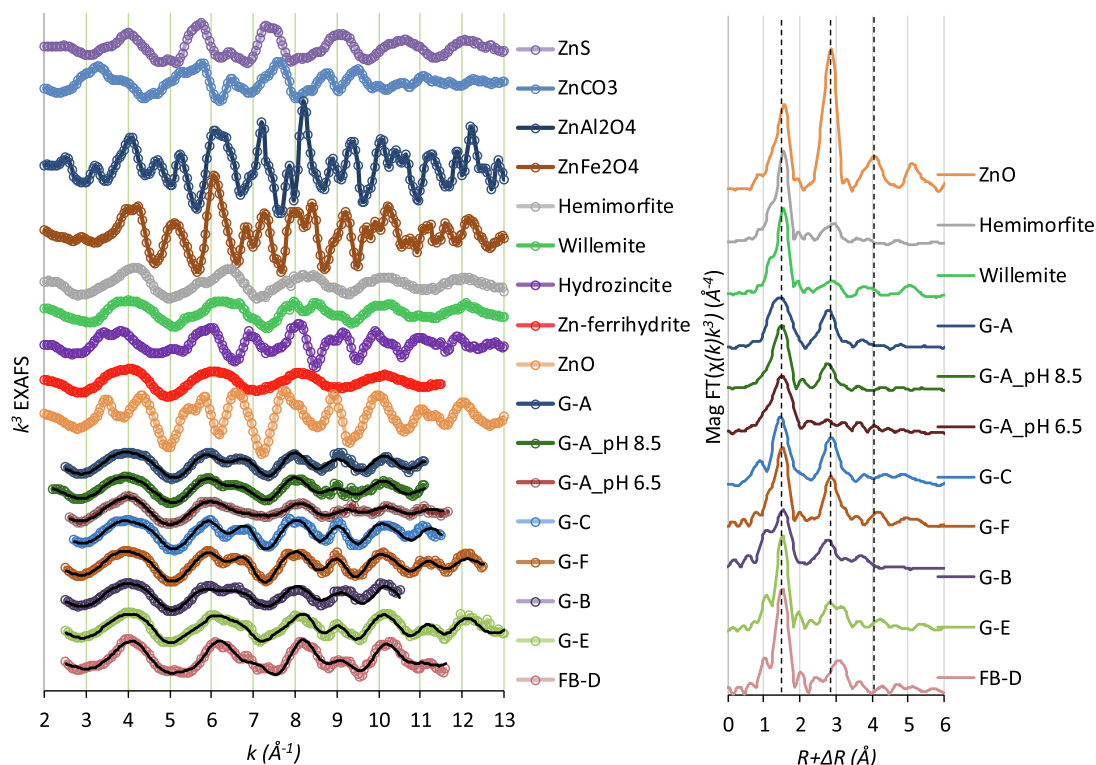 ZnS
ZnCO3
ZnAl2O4
ZnFe2O4
Hemimorfite
Willemite
Hydrozincite
Zn-ferrihydrite
ZnO
G-A
G-A_pH 8.5
G-A_pH 6.5
G-C
G-F
G-B
G-E
FB-D
k³ EXAFS
2 3 4 5 6 7 8 9 10 11 12 13
k (Å⁻¹)
ZnO
Hemimorfite
Willemite
G-A
G-A_pH 8.5
G-A_pH 6.5
G-C
G-F
G-B
G-E
FB-D
Mag FT(χ(k)k³) (Å⁻⁴)
0 1 2 3 4 5 6
R+ΔR (Å)